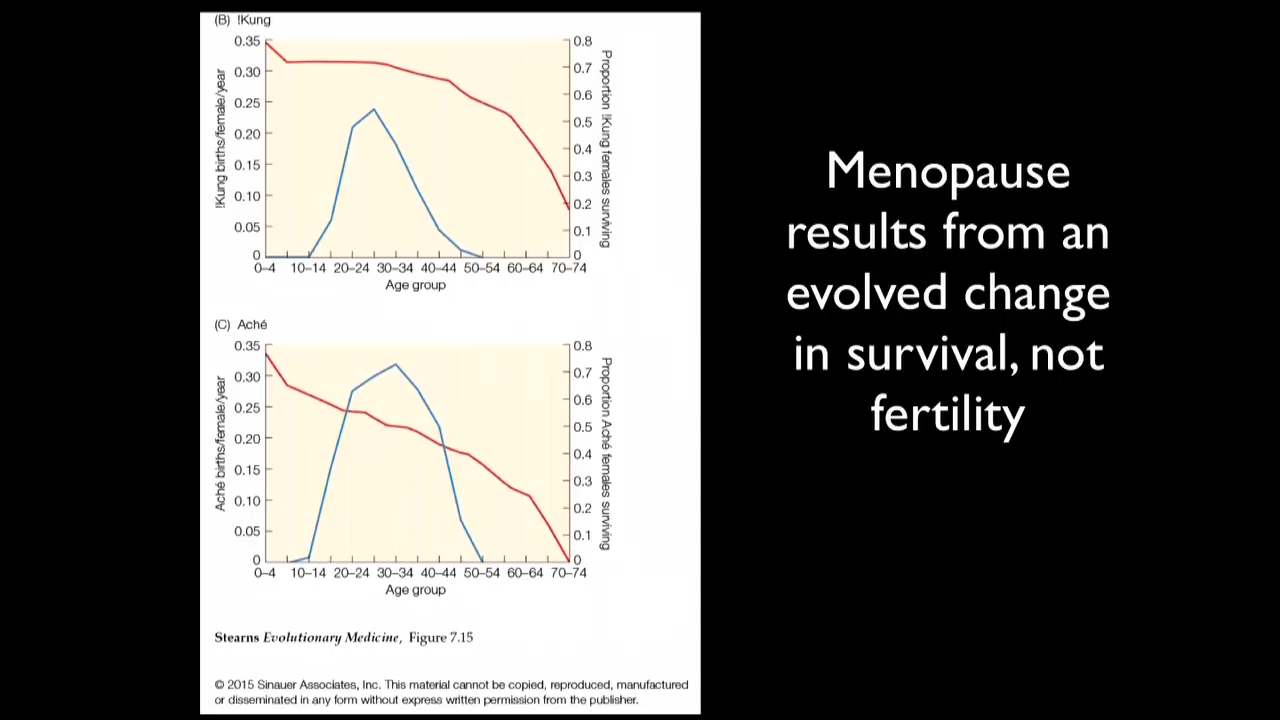 (B) !Kung
0.35
0.30
0.25
0.20
0.15
0.10
0.05
0
!Kung births/female/year
0.8
0.7
0.6
0.5
0.4
0.3
0.2
0.1
0
Proportion !Kung females surviving
0–4 10–14 20–24 30–34 40–44 50–54 60–64 70–74
Age group
(C) Aché
0.35
0.30
0.25
0.20
0.15
0.10
0.05
0
Aché births/female/year
0.8
0.7
0.6
0.5
0.4
0.3
0.2
0.1
0
Proportion Aché females surviving
0–4 10–14 20–24 30–34 40–44 50–54 60–64 70–74
Age group
Stearns Evolutionary Medicine, Figure 7.15
© 2015 Sinauer Associates, Inc. This material cannot be copied, reproduced, manufactured
or disseminated in any form without express written permission from the publisher.
Menopause
results from an
evolved change
in survival, not
fertility